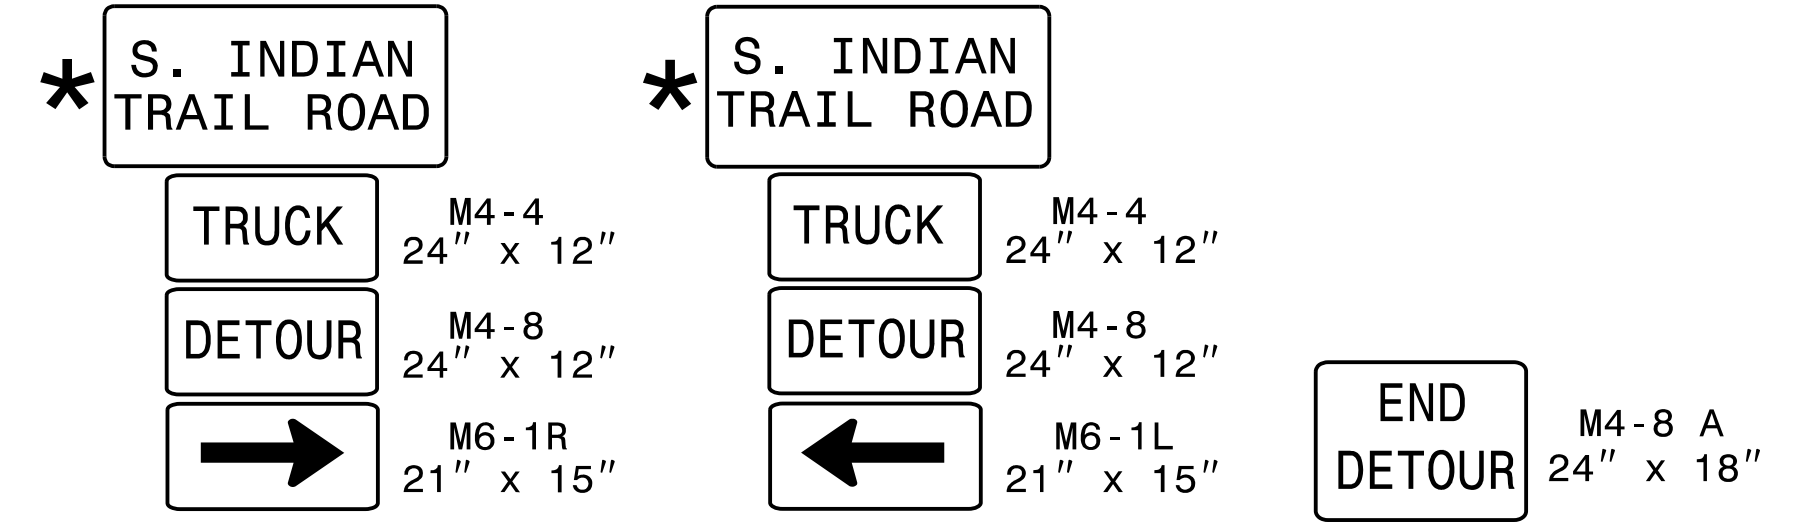 * S. INDIAN
TRAIL ROAD
TRUCK
M4-4
24" x 12"
DETOUR
M4-8
24" x 12"
M6-1R
21" x 15"
* S. INDIAN
TRAIL ROAD
TRUCK
M4-4
24" x 12"
DETOUR
M4-8
24" x 12"
M6-1L
21" x 15"
END
DETOUR
M4-8 A
24" x 18"